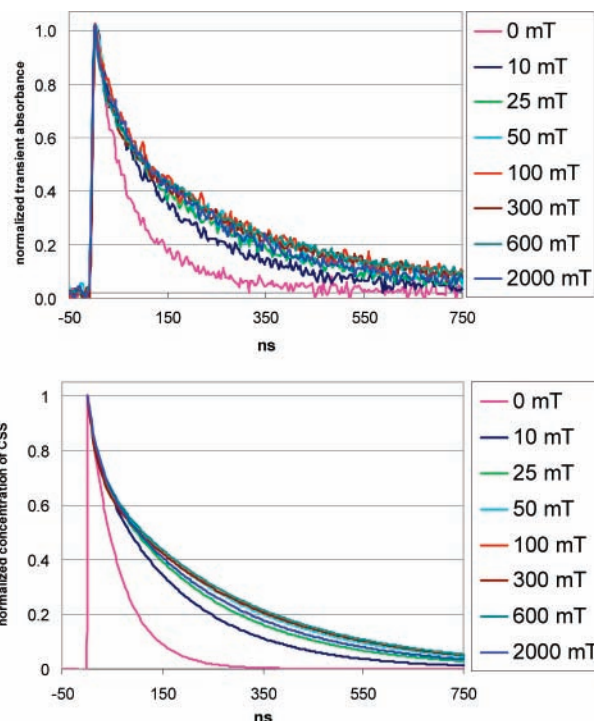 normalized transient absorbance
1.0
0.8
0.6
0.4
0.2
0.0
-50
150
350
550
750
ns
0 mT
10 mT
25 mT
50 mT
100 mT
300 mT
600 mT
2000 mT
normalized concentration of CSS
1
0.8
0.6
0.4
0.2
0
-50
150
350
550
750
ns
0 mT
10 mT
25 mT
50 mT
100 mT
300 mT
600 mT
2000 mT